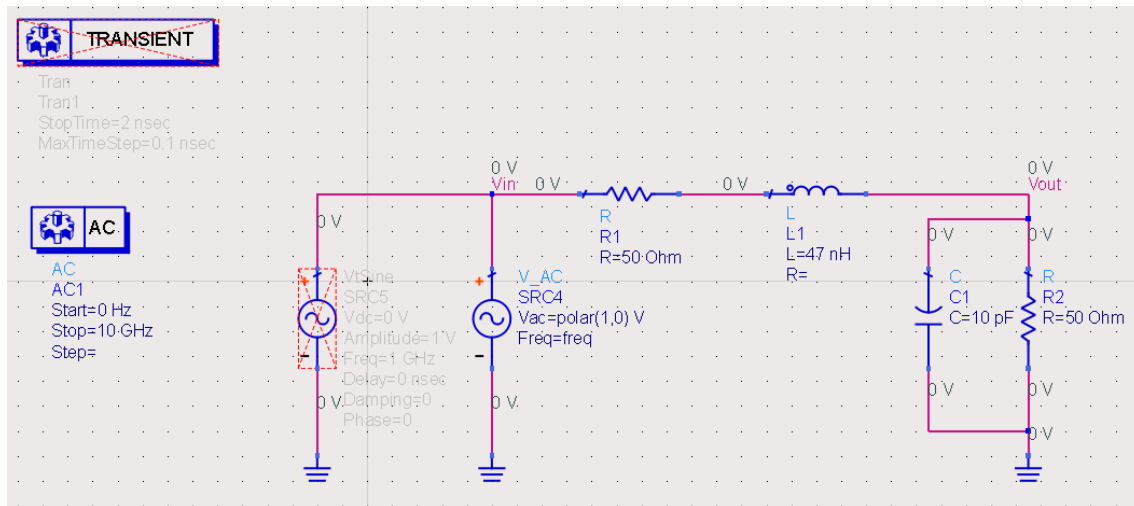 TRANSIENT
Tran
Tran1
StopTime=2 nsec
MaxTimeStep=0.1 nsec
AC
AC
AC1
Start=0 Hz
Stop=10 GHz
Step=
0 V
Vin
0 V
0 V
0 V
Vout
0 V
R
R1
R=50 Ohm
L
L1
L=47 nH
R=
0 V
0 V
+
VtSine
SRC5
Vdc=0 V
Amplitude=1 V
Freq=1 GHz
Delay=0 nsec
Damping=0
Phase=0
-
+
V_AC
SRC4
Vac=polar(1,0) V
Freq=freq
-
C
C1
C=10 pF
R
R2
R=50 Ohm
0 V
0 V
0 V
0 V
0 V